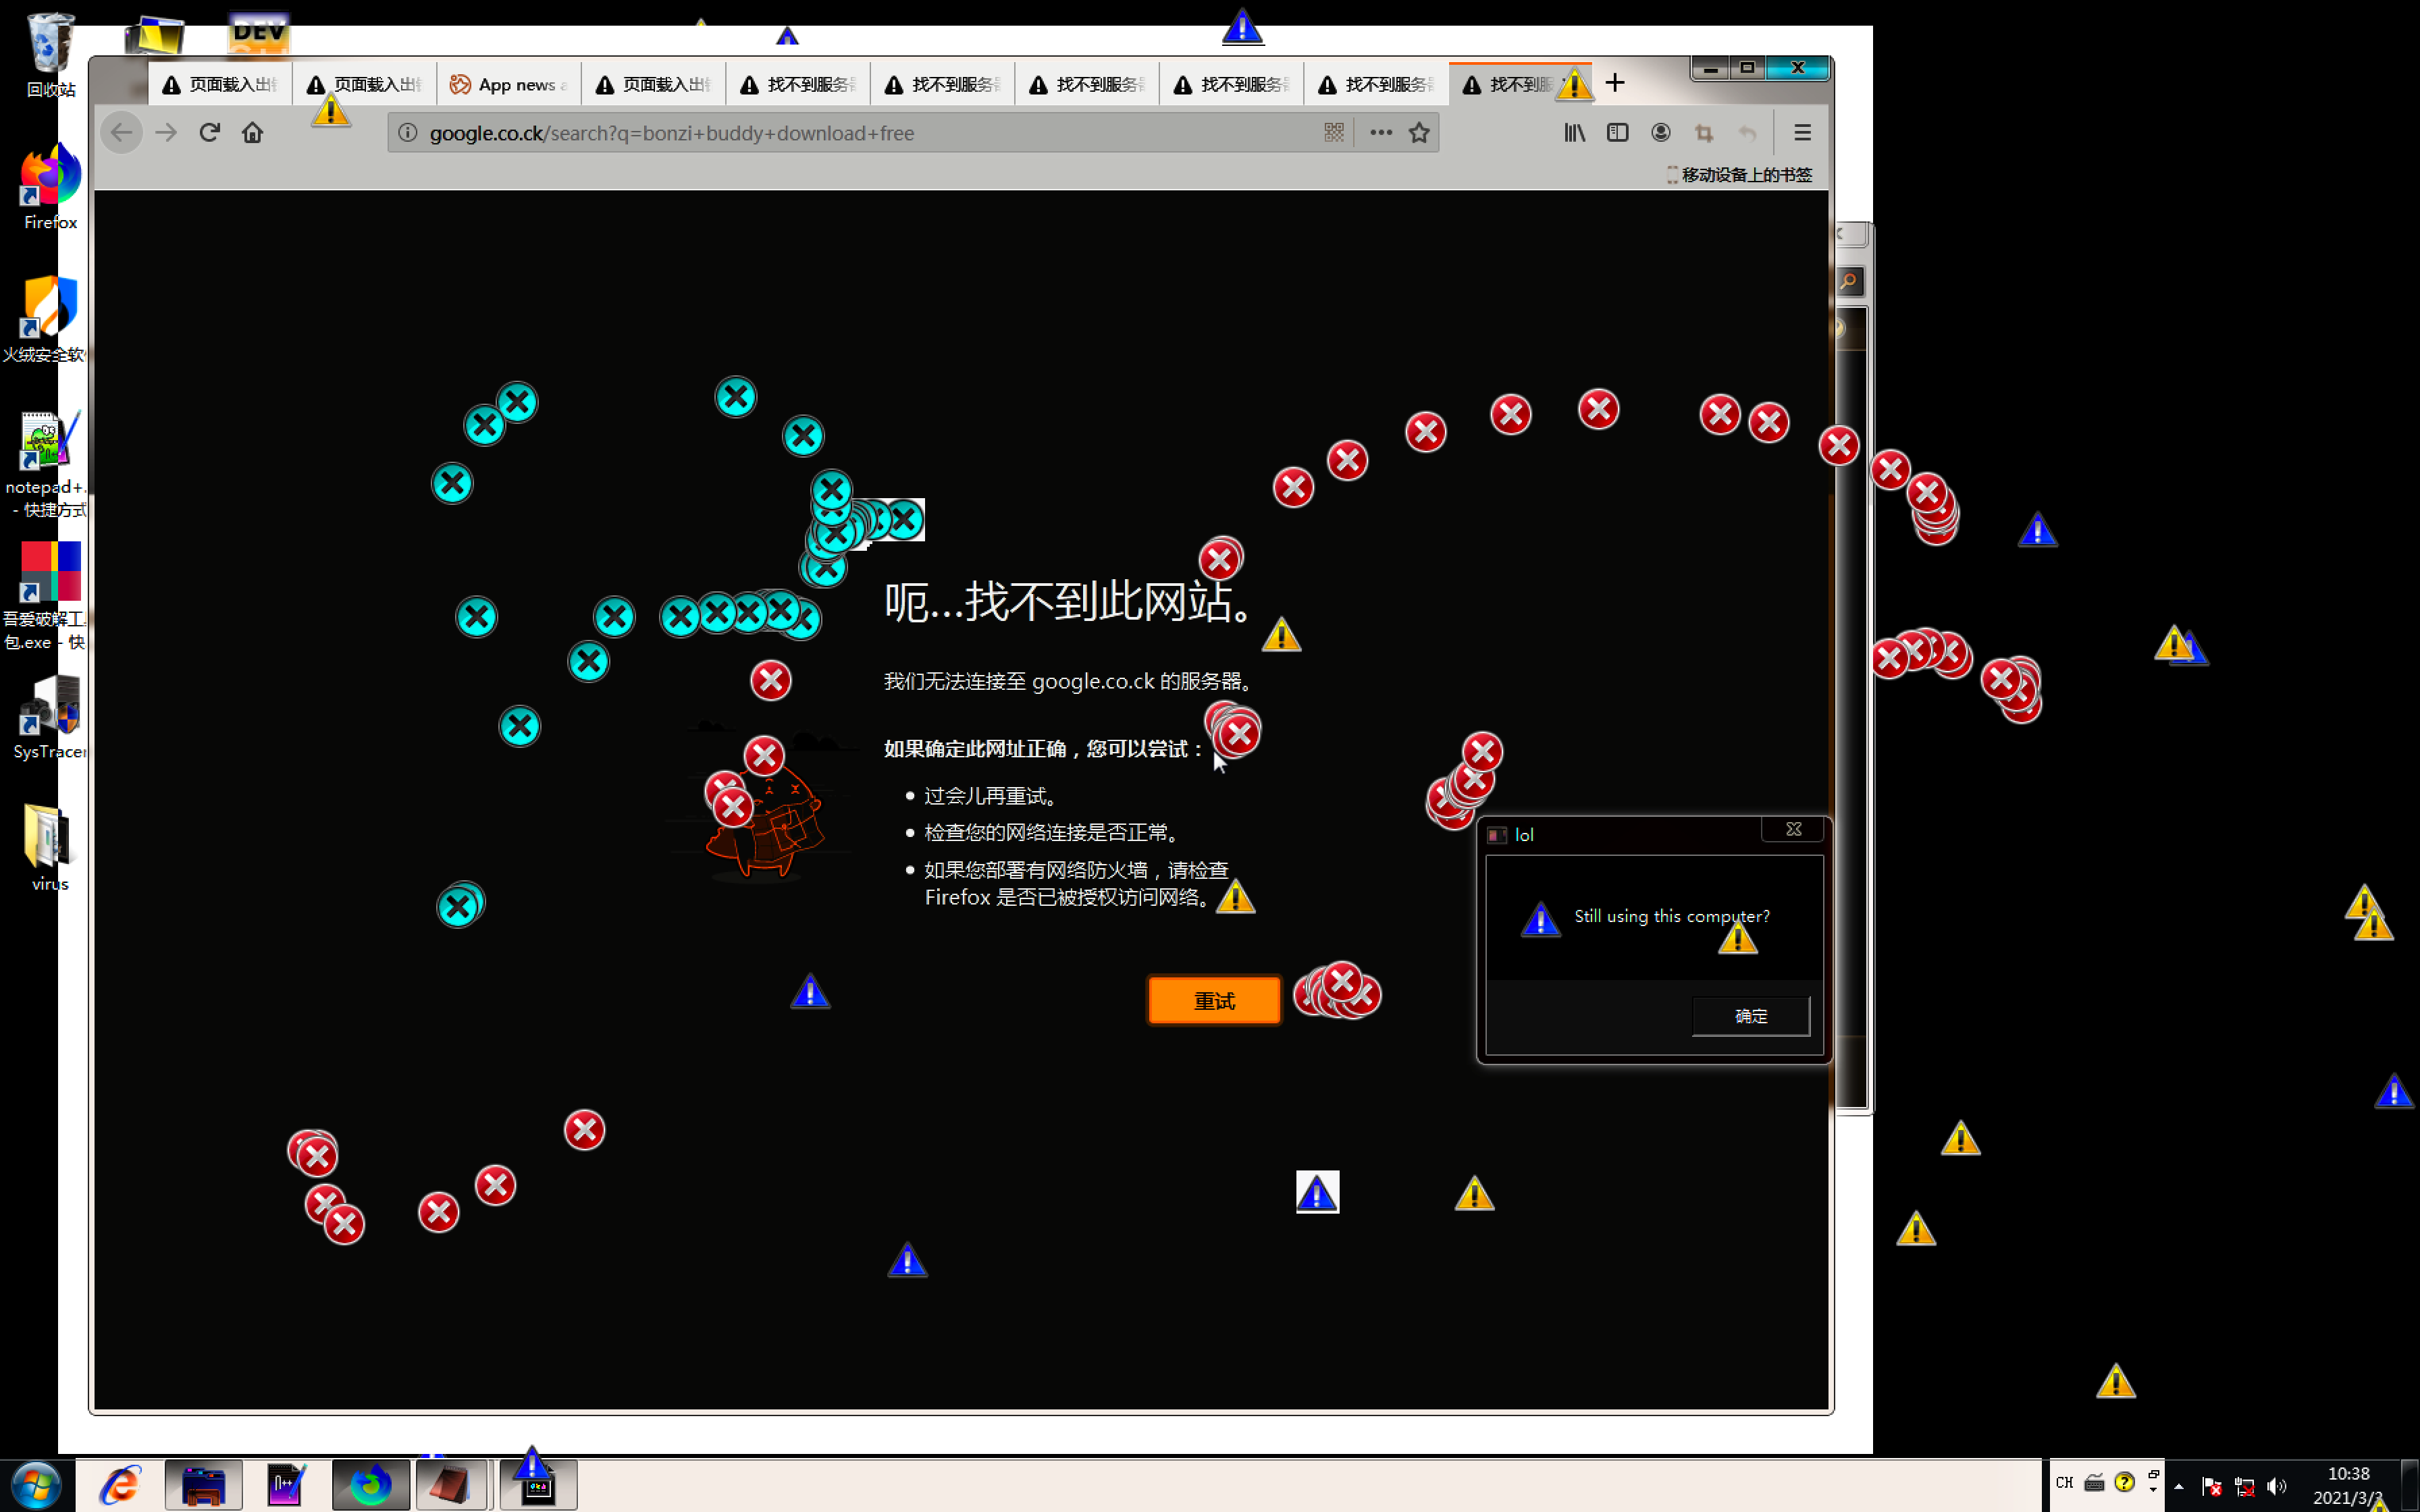 DEV
回收站
页面载入出
页面载入出
App news a
页面载入出
找不到服务
找不到服务
找不到服务
找不到服务
找不到服务
找不到服
google.co.ck/search?q=bonzi+buddy+download+free
移动设备上的书签
Firefox
火绒安全软
notepad+.
- 快捷方式
吾爱破解工
包.exe - 快
SysTracer
virus
呃...找不到此网站。
我们无法连接至 google.co.ck 的服务器。
如果确定此网址正确，您可以尝试：
过会儿再重试。
检查您的网络连接是否正常。
如果您部署有网络防火墙，请检查
Firefox 是否已被授权访问网络。
重试
lol
Still using this computer?
确定
CH
10:38
2021/3/3